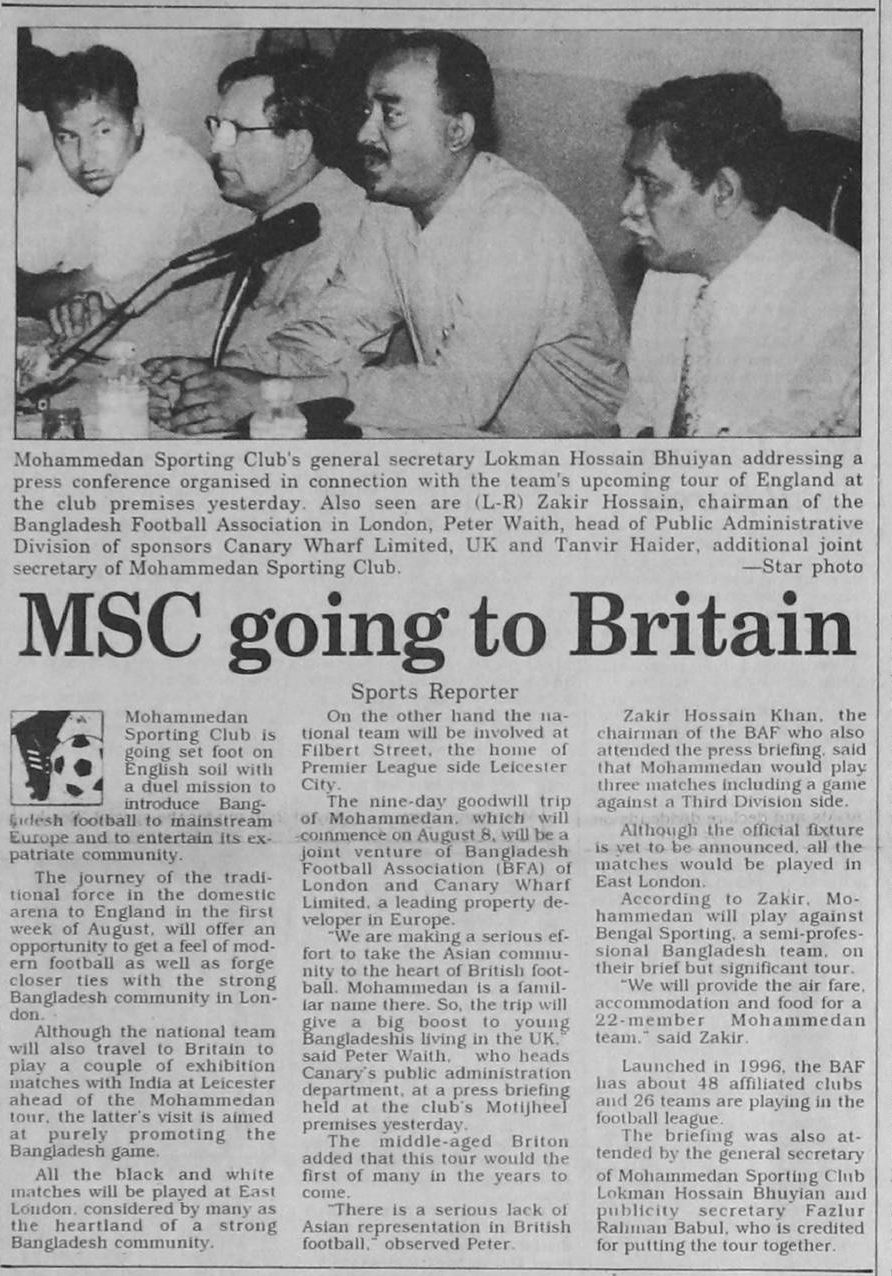 Mohammedan Sporting Club's general secretary Lokman Hossain Bhuiyan addressing a
press conference organised in connection with the team's upcoming tour of England at
the club premises yesterday. Also seen are (L-R) Zakir Hossain, chairman of the
Bangladesh Football Association in London, Peter Waith, head of Public Administrative
Division of sponsors Canary Wharf Limited, UK and Tanvir Haider, additional joint
secretary of Mohammedan Sporting Club. —Star photo
MSC going to Britain
Sports Reporter
Mohammedan
Sporting Club is
going set foot on
English soil with
a duel mission to
introduce Bang-
ladesh football to mainstream
Europe and to entertain its ex-
patriate community.
The journey of the tradi-
tional force in the domestic
arena to England in the first
week of August, will offer an
opportunity to get a feel of mod-
ern football as well as forge
closer ties with the strong
Bangladesh community in Lon-
don.
Although the national team
will also travel to Britain to
play a couple of exhibition
matches with India at Leicester
ahead of the Mohammedan
tour, the latter's visit is aimed
at purely promoting the
Bangladesh game.
All the black and white
matches will be played at East
London, considered by many as
the heartland of a strong
Bangladesh community.
On the other hand the na-
tional team will be involved at
Filbert Street, the home of
Premier League side Leicester
City.
The nine-day goodwill trip
of Mohammedan, which will
commence on August 8, will be a
joint venture of Bangladesh
Football Association (BFA) of
London and Canary Wharf
Limited, a leading property de-
veloper in Europe.
"We are making a serious ef-
fort to take the Asian commu-
nity to the heart of British foot-
ball. Mohammedan is a famil-
iar name there. So, the trip will
give a big boost to young
Bangladeshis living in the UK,"
said Peter Waith, who heads
Canary's public administration
department, at a press briefing
held at the club's Motijheel
premises yesterday.
The middle-aged Briton
added that this tour would the
first of many in the years to
come.
"There is a serious lack of
Asian representation in British
football," observed Peter.
Zakir Hossain Khan, the
chairman of the BAF who also
attended the press briefing, said
that Mohammedan would play
three matches including a game
against a Third Division side.
Although the official fixture
is yet to be announced, all the
matches would be played in
East London.
According to Zakir, Mo-
hammedan will play against
Bengal Sporting, a semi-profes-
sional Bangladesh team, on
their brief but significant tour.
"We will provide the air fare,
accommodation and food for a
22-member Mohammedan
team," said Zakir.
Launched in 1996, the BAF
has about 48 affiliated clubs
and 26 teams are playing in the
football league.
The briefing was also at-
tended by the general secretary
of Mohammedan Sporting Club
Lokman Hossain Bhuyian and
publicity secretary Fazlur
Rahman Babul, who is credited
for putting the tour together.